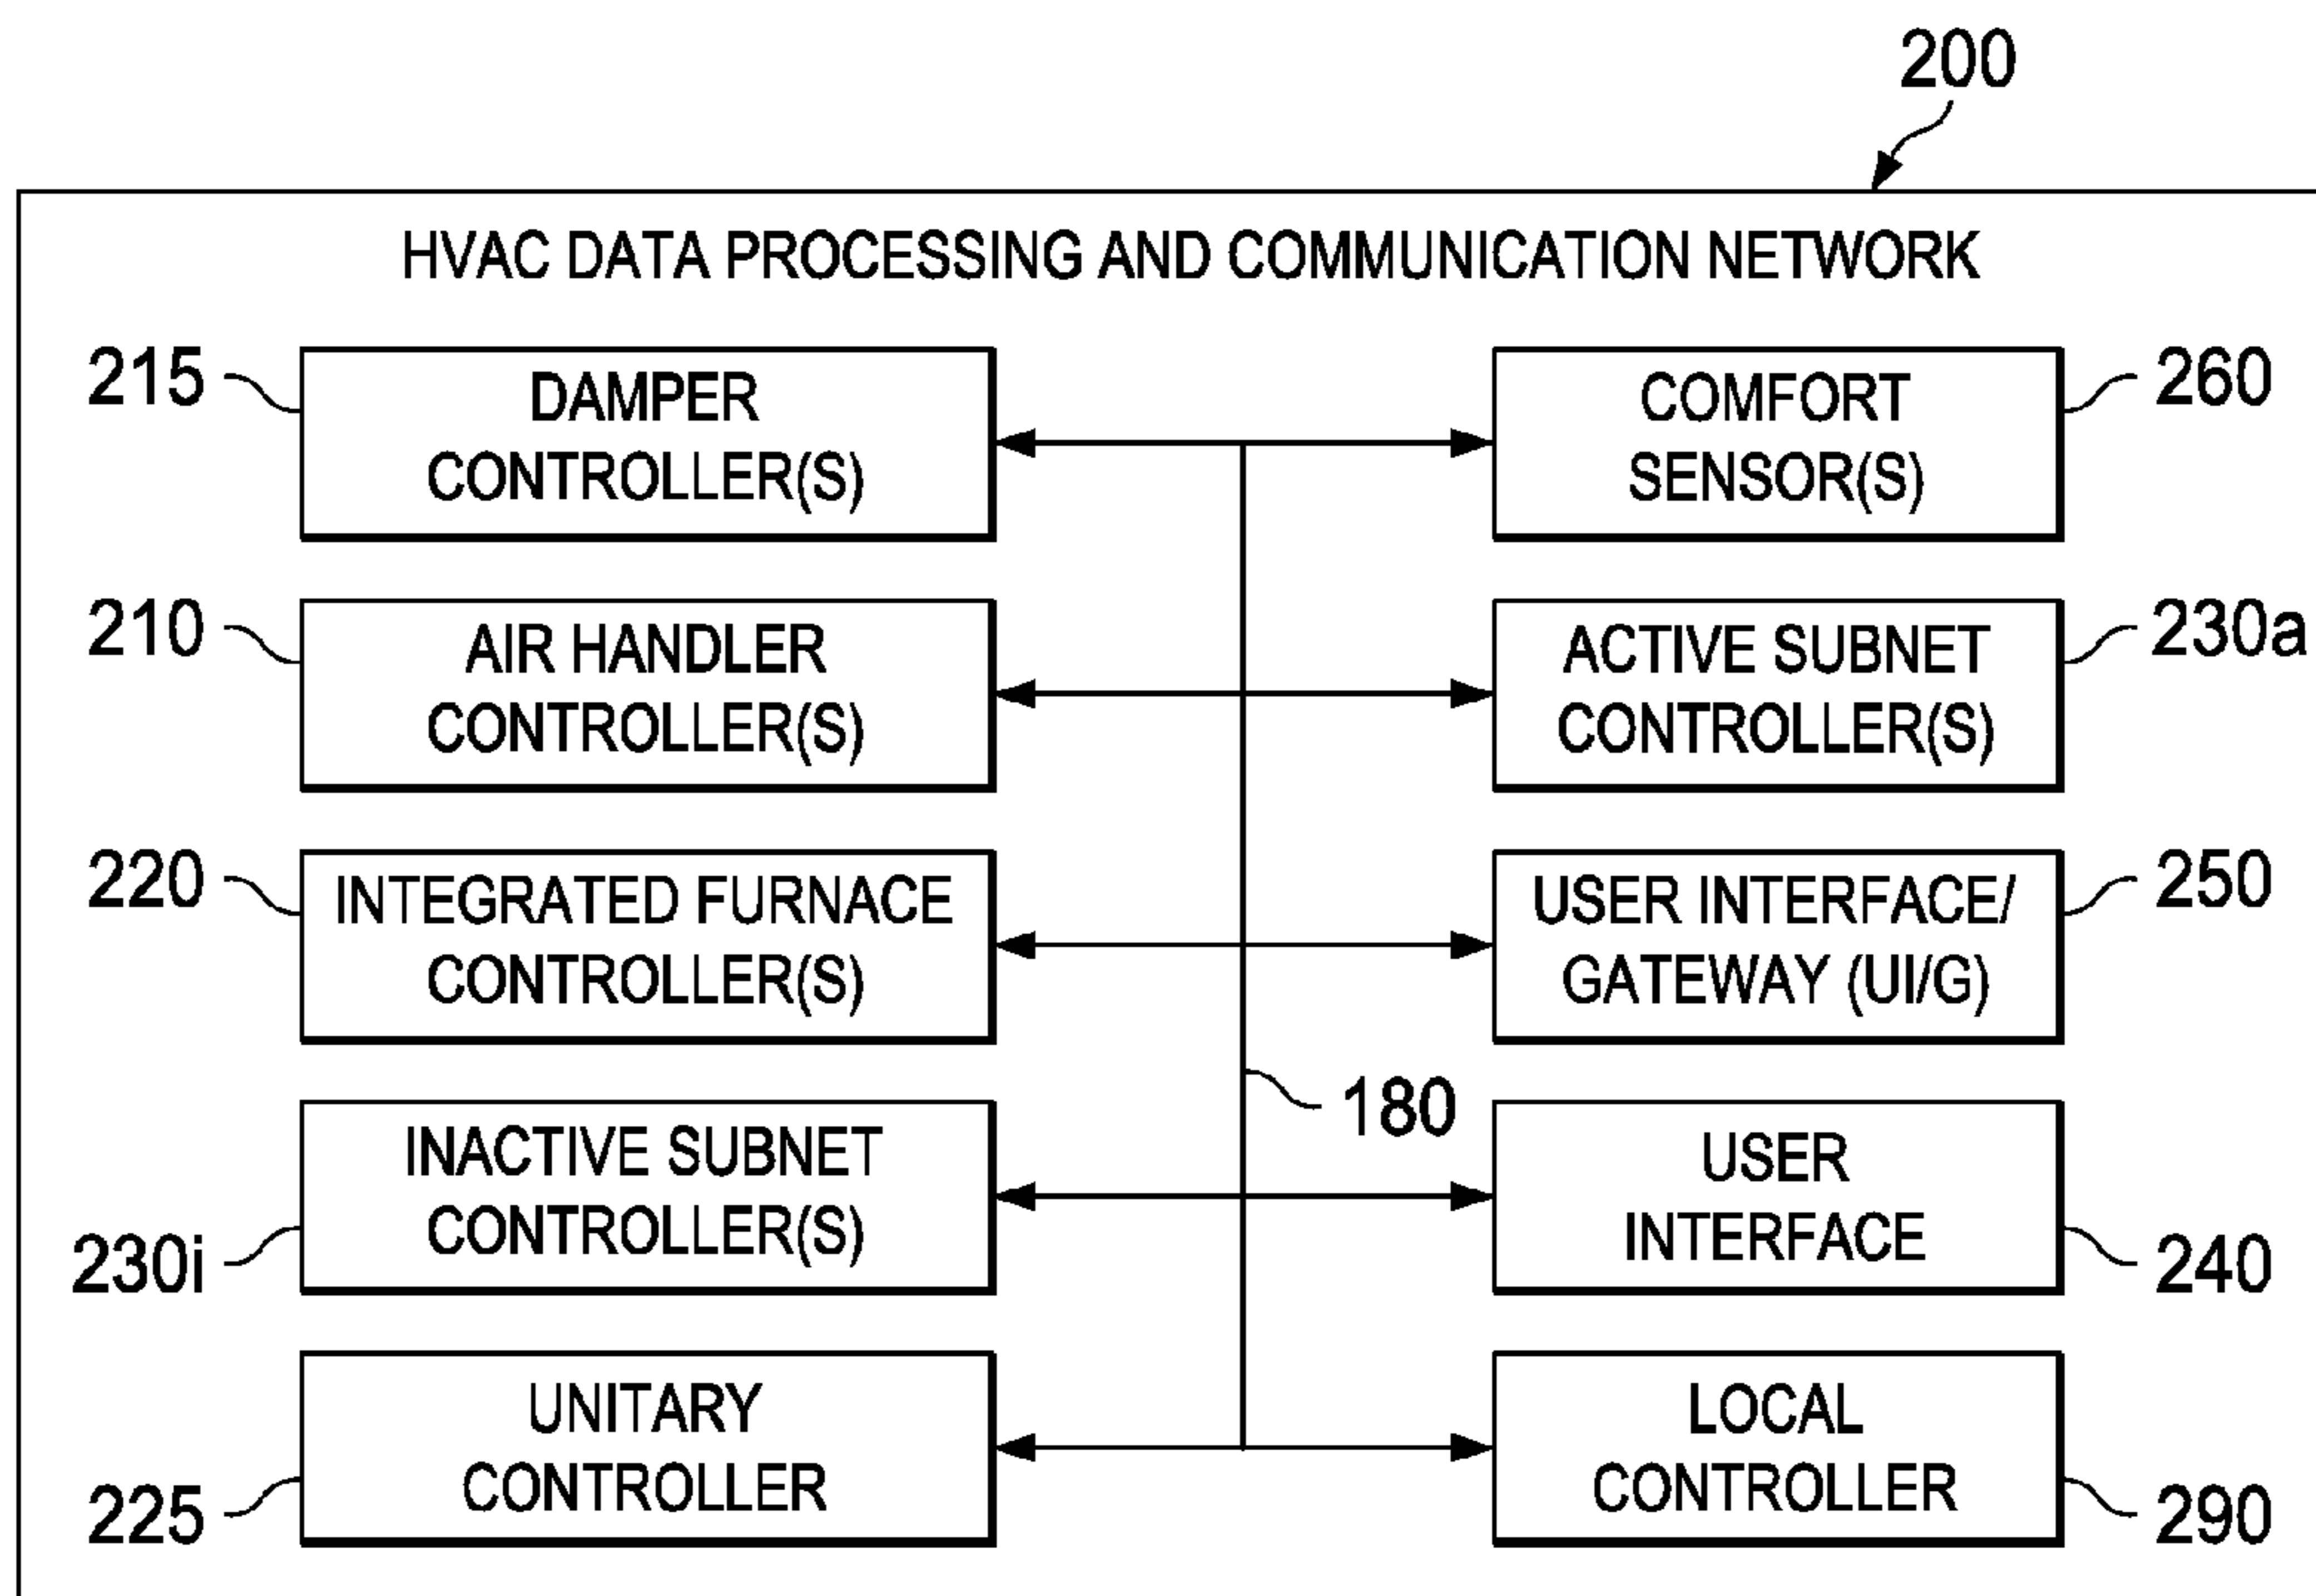 200
HVAC DATA PROCESSING AND COMMUNICATION NETWORK
215
DAMPER
CONTROLLER(S)
COMFORT
SENSOR(S)
260
210
AIR HANDLER
CONTROLLER(S)
ACTIVE SUBNET
CONTROLLER(S)
230a
220
INTEGRATED FURNACE
CONTROLLER(S)
USER INTERFACE/
GATEWAY (UI/G)
250
180
INACTIVE SUBNET
CONTROLLER(S)
230i
USER
INTERFACE
240
UNITARY
CONTROLLER
225
LOCAL
CONTROLLER
290